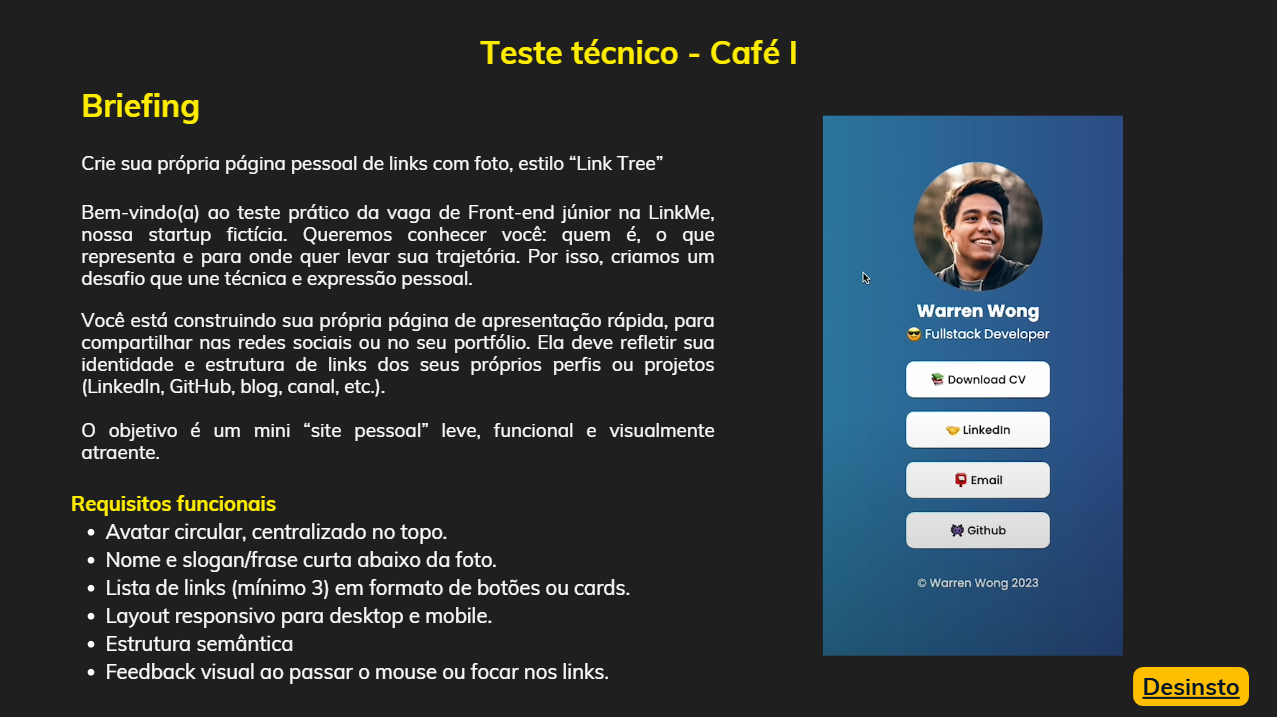 Teste técnico - Café I
Briefing
Crie sua própria página pessoal de links com foto, estilo “Link Tree”
Bem-vindo(a) ao teste prático da vaga de Front-end júnior na LinkMe,
nossa startup fictícia. Queremos conhecer você: quem é, o que
representa e para onde quer levar sua trajetória. Por isso, criamos um
desafio que une técnica e expressão pessoal.
Você está construindo sua própria página de apresentação rápida, para
compartilhar nas redes sociais ou no seu portfólio. Ela deve refletir sua
identidade e estrutura de links dos seus próprios perfis ou projetos
(LinkedIn, GitHub, blog, canal, etc.).
O objetivo é um mini “site pessoal” leve, funcional e visualmente
atraente.
Requisitos funcionais
• Avatar circular, centralizado no topo.
• Nome e slogan/frase curta abaixo da foto.
• Lista de links (mínimo 3) em formato de botões ou cards.
• Layout responsivo para desktop e mobile.
• Estrutura semântica
• Feedback visual ao passar o mouse ou focar nos links.
Warren Wong
😎 Fullstack Developer
📚 Download CV
🤝 LinkedIn
📮 Email
👾 Github
© Warren Wong 2023
Desinsto